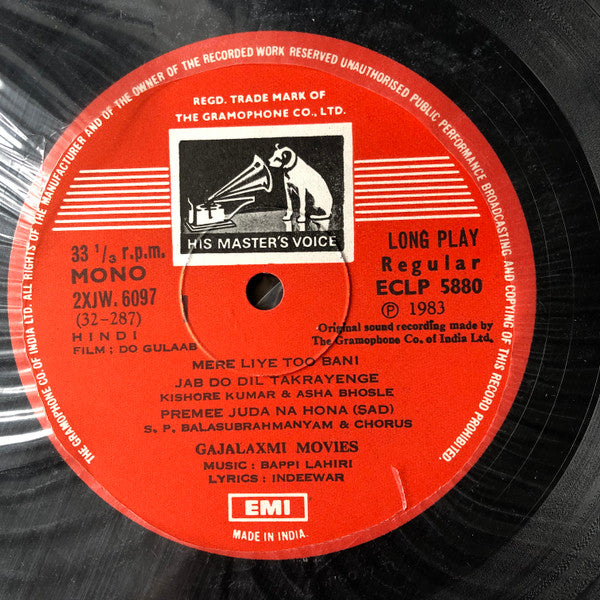 THE GRAMOPHONE CO. OF INDIA LTD. ALL RIGHTS OF THE MANUFACTURER AND OF THE OWNER OF THE RECORDED WORK RESERVED UNAUTHORISED PUBLIC PERFORMANCE BROADCASTING AND COPYING OF THIS RECORD PROHIBITED.
REGD. TRADE MARK OF
THE GRAMOPHONE CO., LTD.
HIS MASTER'S VOICE
33 1/3 r.p.m.
MONO
2XJW. 6097
(32-287)
HINDI
FILM ; DO GULAAB
LONG PLAY
Regular
ECLP 5880
℗ 1983
Original sound recording made by
The Gramophone Co. of India Ltd.
MERE LIYE TOO BANI
JAB DO DIL TAKRAYENGE
KISHORE KUMAR & ASHA BHOSLE
PREMEE JUDA NA HONA (SAD)
S. P. BALASUBRAHMANYAM & CHORUS
GAJALAXMI MOVIES
MUSIC : BAPPI LAHIRI
LYRICS : INDEEWAR
EMI
MADE IN INDIA.